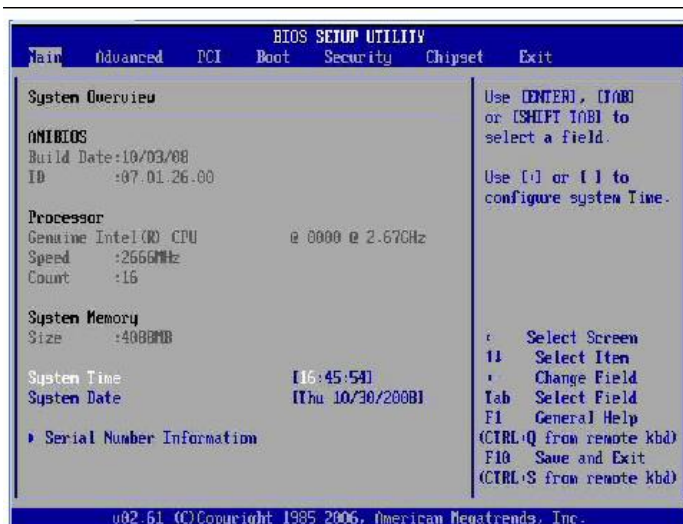 BIOS SETUP UTILITY
Main Advanced PCI Boot Security Chipset Exit
System Overview
AMIBIOS
Build Date:10/03/08
ID :07.01.26.00
Processor
Genuine Intel(R) CPU @ 0000 @ 2.67GHz
Speed :2666MHz
Count :16
System Memory
Size :4088MB
System Time [16:45:54]
System Date [Thu 10/30/2008]
Serial Number Information
Use [ENTER], [TAB]
or [SHIFT TAB] to
select a field.
Use [+] or [ ] to
configure system Time.
Select Screen
↑↓ Select Item
Change Field
Tab Select Field
F1 General Help
(CTRL+Q from remote kbd)
F10 Save and Exit
(CTRL+S from remote kbd)
v02.61 (C)Copyright 1985 2006, American Megatrends, Inc.